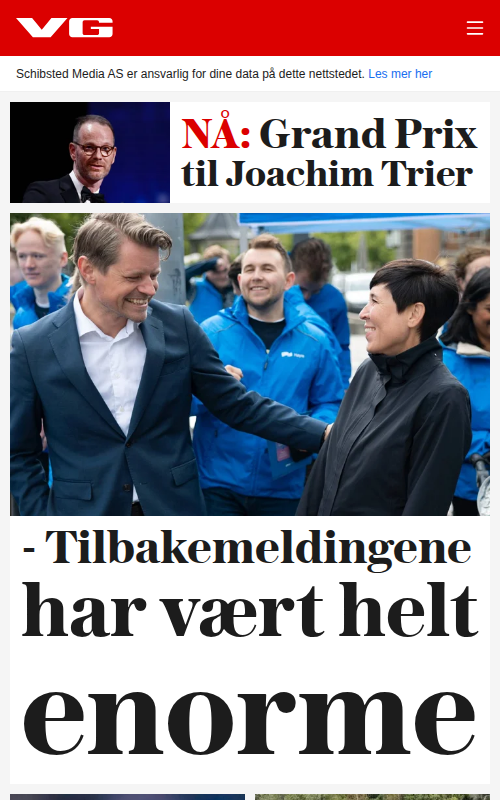 VG
Schibsted Media AS er ansvarlig for dine data på dette nettstedet. Les mer her
NÅ: Grand Prix
til Joachim Trier
- Tilbakemeldingene
har vært helt
enorme